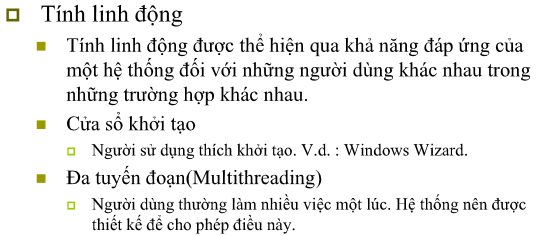 Tính linh động
Tính linh động được thể hiện qua khả năng đáp ứng của
một hệ thống đối với những người dùng khác nhau trong
những trường hợp khác nhau.
Cửa sổ khởi tạo
Người sử dụng thích khởi tạo. V.d. : Windows Wizard.
Đa tuyến đoạn(Multithreading)
Người dùng thường làm nhiều việc một lúc. Hệ thống nên được
thiết kế để cho phép điều này.